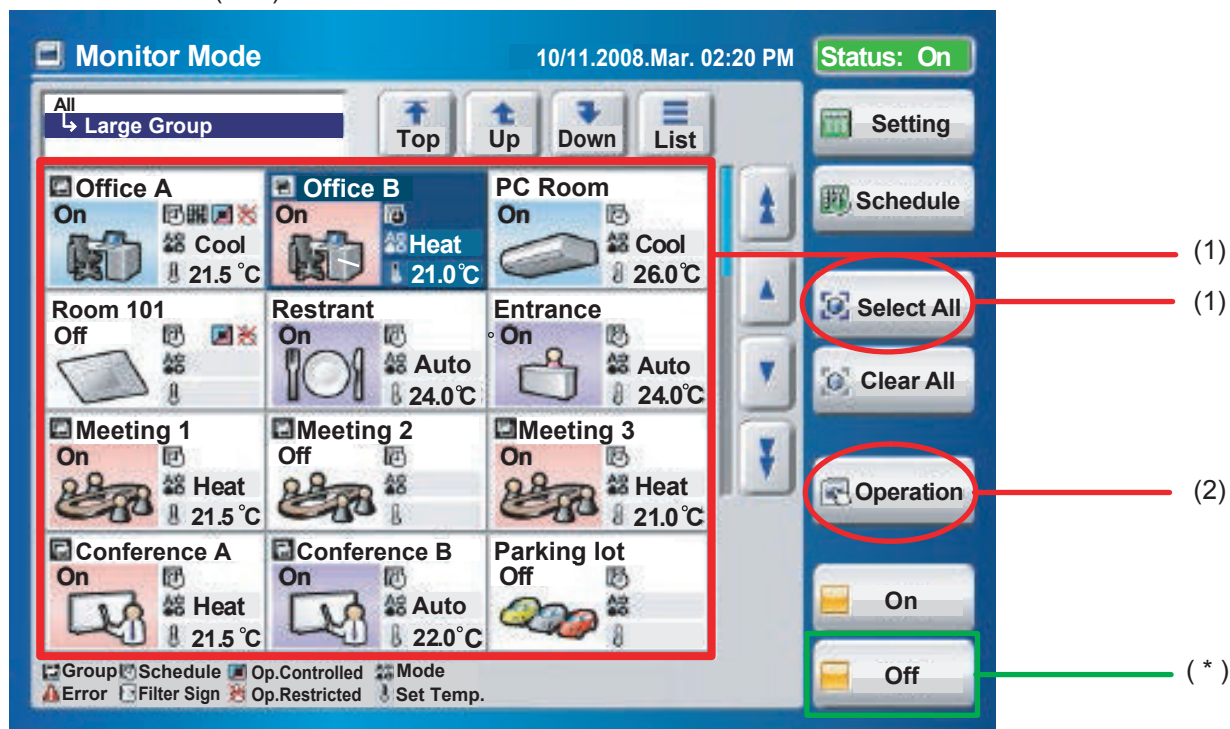 Monitor Mode 10/11.2008.Mar. 02:20 PM Status: On
All
Large Group
Top Up Down List
Setting
Schedule
Select All
Clear All
Operation
On
Off
Office A
On
Cool
21.5 °C
Office B
On
Heat
21.0 °C
PC Room
On
Cool
26.0 °C
Room 101
Off
Restrant
On
Auto
24.0 °C
Entrance
On
Auto
24.0 °C
Meeting 1
On
Heat
21.5 °C
Meeting 2
Off
Meeting 3
On
Heat
21.0 °C
Conference A
On
Heat
21.5 °C
Conference B
On
Auto
22.0 °C
Parking lot
Off
Group Schedule Op.Controlled Mode
Error Filter Sign Op.Restricted Set Temp.
(1)
(1)
(2)
( * )